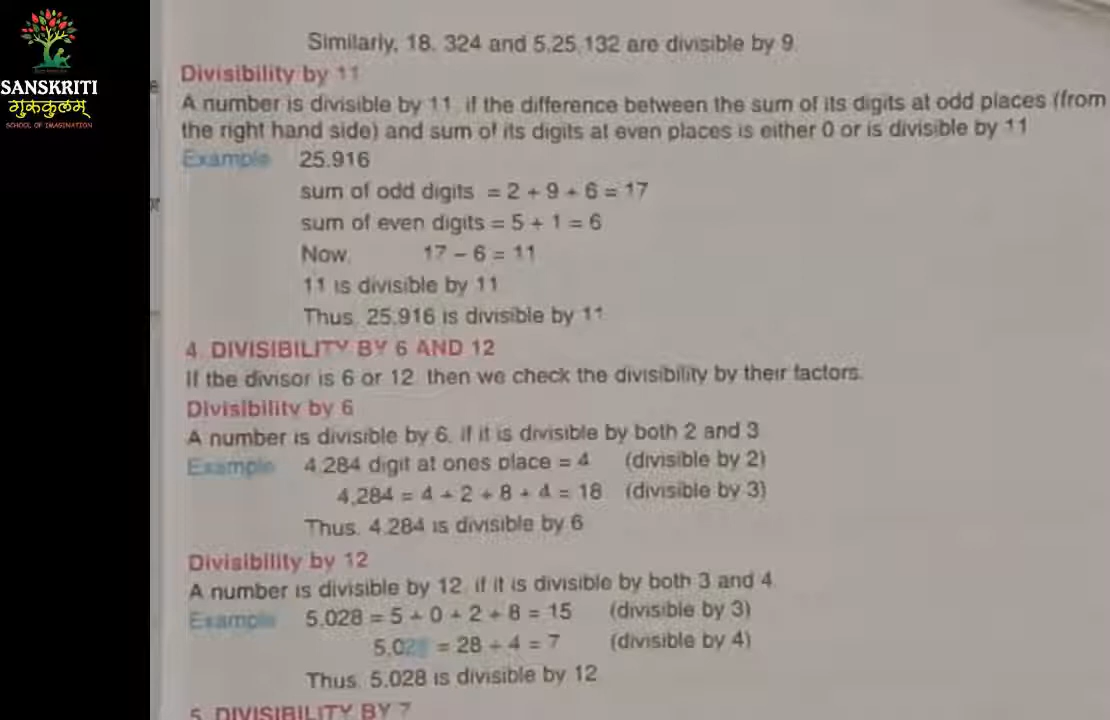 SANSKRITI
गुरुकुलम्
SCHOOL OF IMAGINATION
Similarly, 18, 324 and 5,25,132 are divisible by 9.
Divisibility by 11
A number is divisible by 11, if the difference between the sum of its digits at odd places (from
the right hand side) and sum of its digits at even places is either 0 or is divisible by 11
Example 25,916
sum of odd digits = 2 + 9 + 6 = 17
sum of even digits = 5 + 1 = 6
Now, 17 – 6 = 11
11 is divisible by 11
Thus, 25,916 is divisible by 11
4. DIVISIBILITY BY 6 AND 12
If the divisor is 6 or 12, then we check the divisibility by their factors.
Divisibility by 6
A number is divisible by 6, if it is divisible by both 2 and 3
Example 4,284 digit at ones place = 4 (divisible by 2)
4,284 = 4 + 2 + 8 + 4 = 18 (divisible by 3)
Thus, 4,284 is divisible by 6
Divisibility by 12
A number is divisible by 12, if it is divisible by both 3 and 4.
Example 5,028 = 5 + 0 + 2 + 8 = 15 (divisible by 3)
5,028 = 28 ÷ 4 = 7 (divisible by 4)
Thus, 5,028 is divisible by 12
5. DIVISIBILITY BY 7